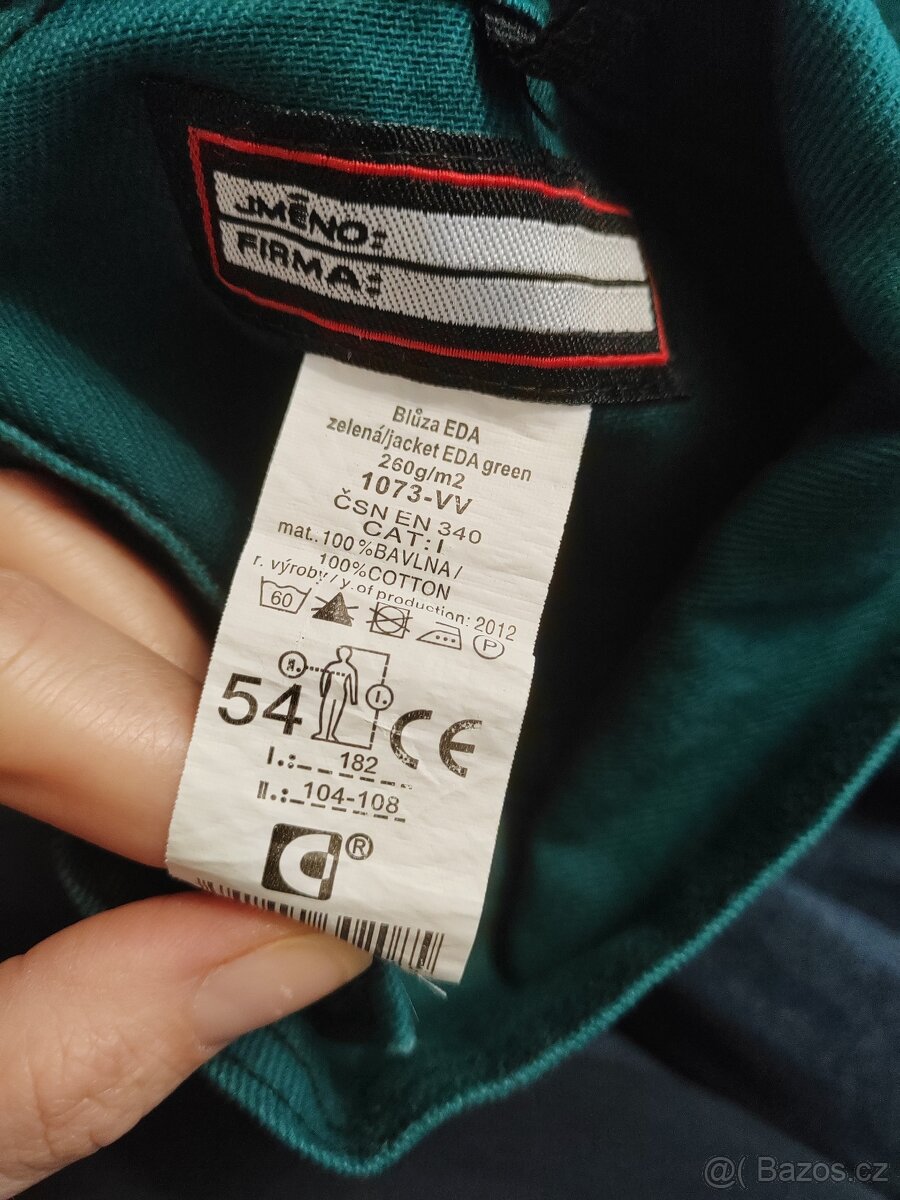 JMÉNO:
FIRMA:
Blůza EDA
zelená/jacket EDA green
260g/m2
1073-VV
ČSN EN 340
CAT: I
mat. 100%BAVLNA/
100%COTTON
r. výroby/y.of production: 2012
60
P
II.
I.
54
CE
I.: 182
II.: 104-108
®
@( Bazos.cz